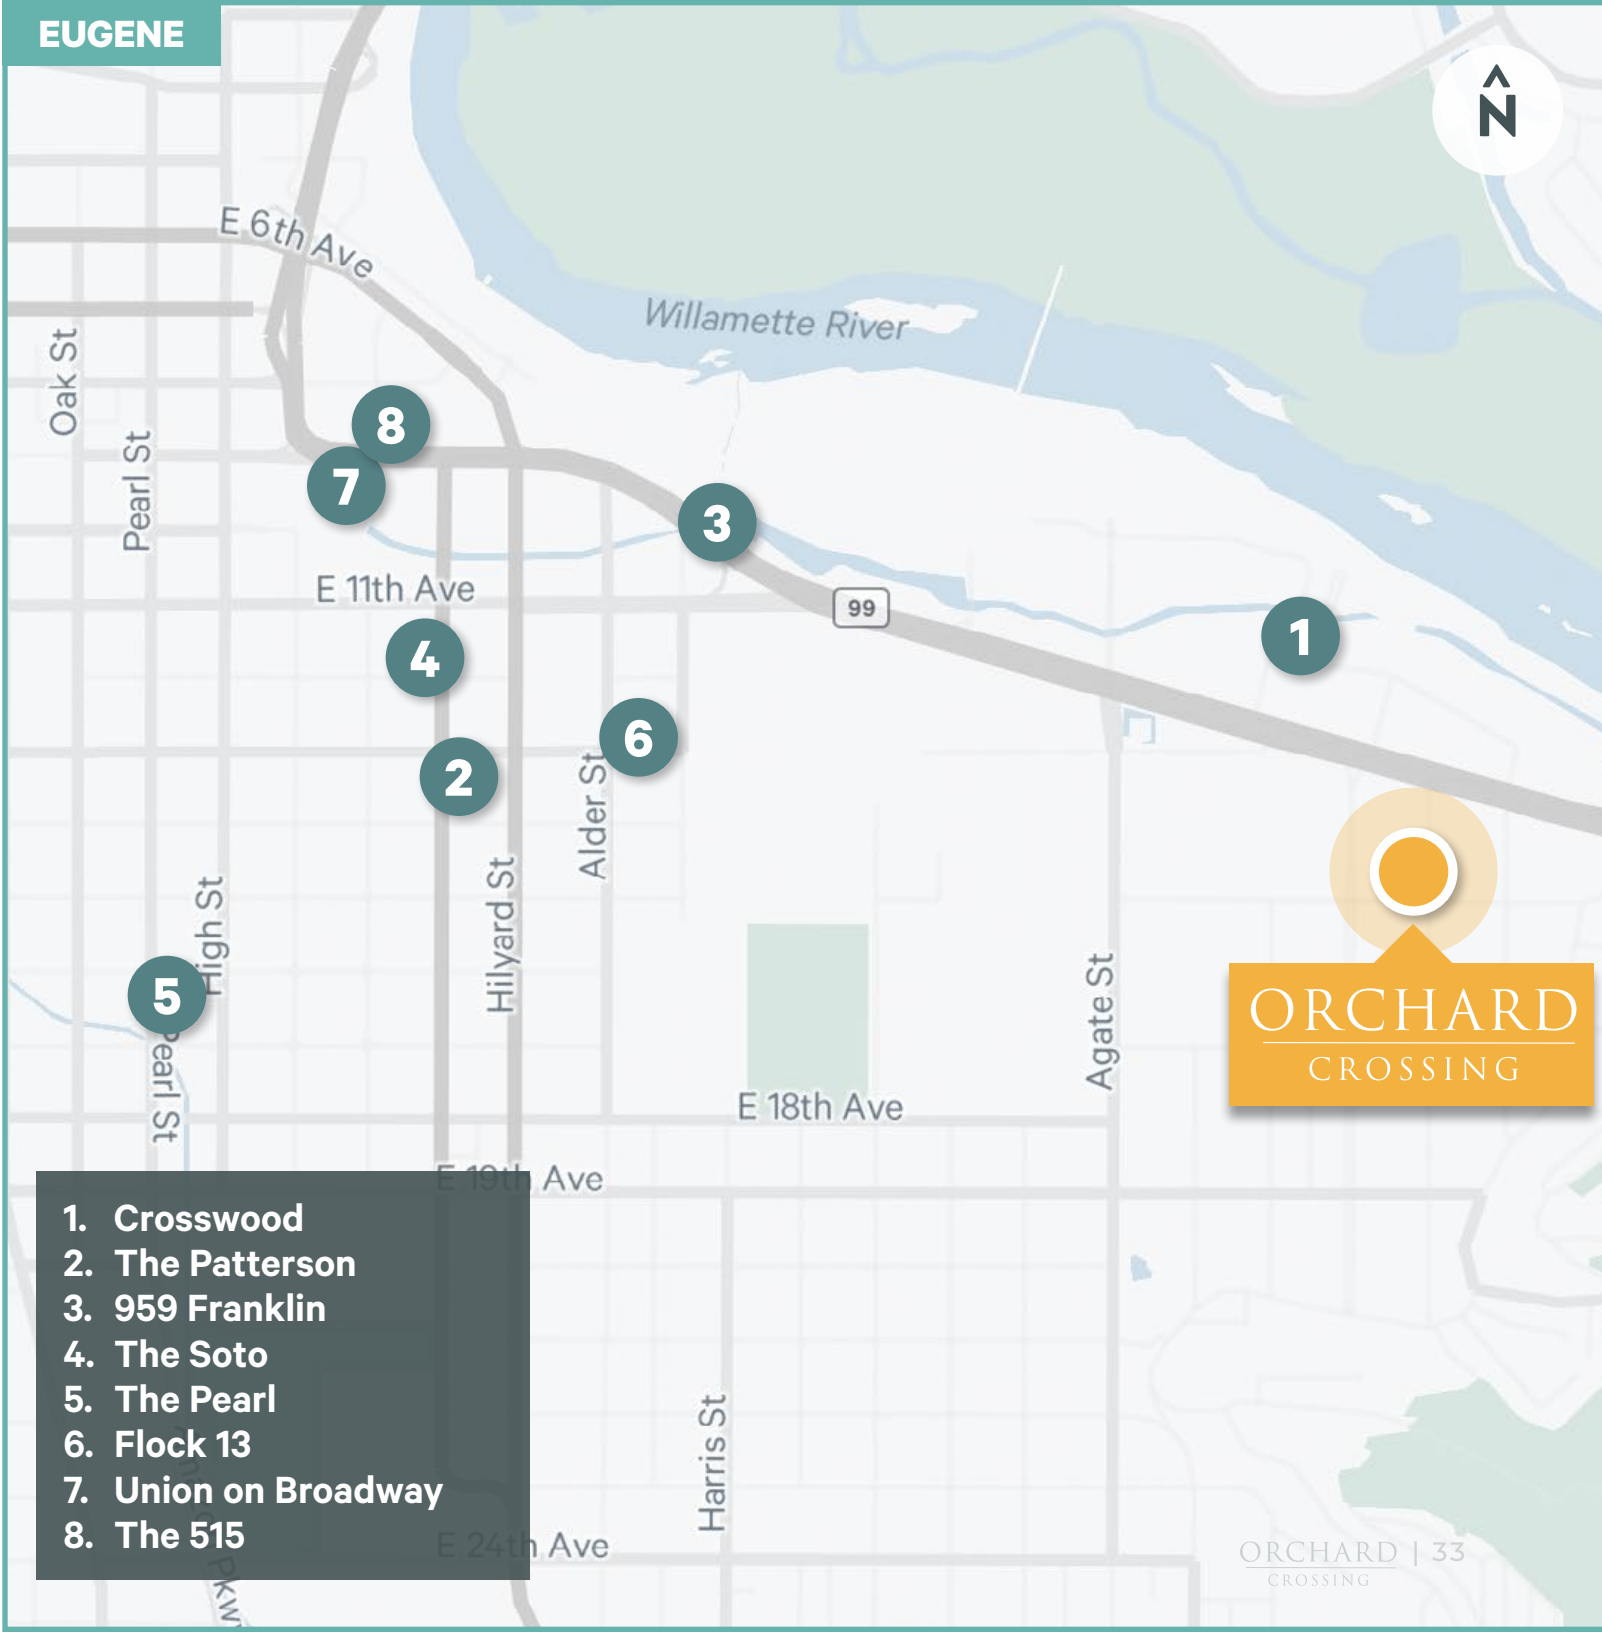 EUGENE
N
E 6th Ave
Willamette River
Oak St
Pearl St
8
7
3
E 11th Ave
99
4
1
6
2
Alder St
High St
Hilyard St
5
Pearl St
Agate St
ORCHARD
CROSSING
E 18th Ave
E 19th Ave
1. Crosswood
2. The Patterson
3. 959 Franklin
4. The Soto
5. The Pearl
6. Flock 13
7. Union on Broadway
8. The 515
Harris St
E 24th Ave
Pkwy
ORCHARD | 33
CROSSING